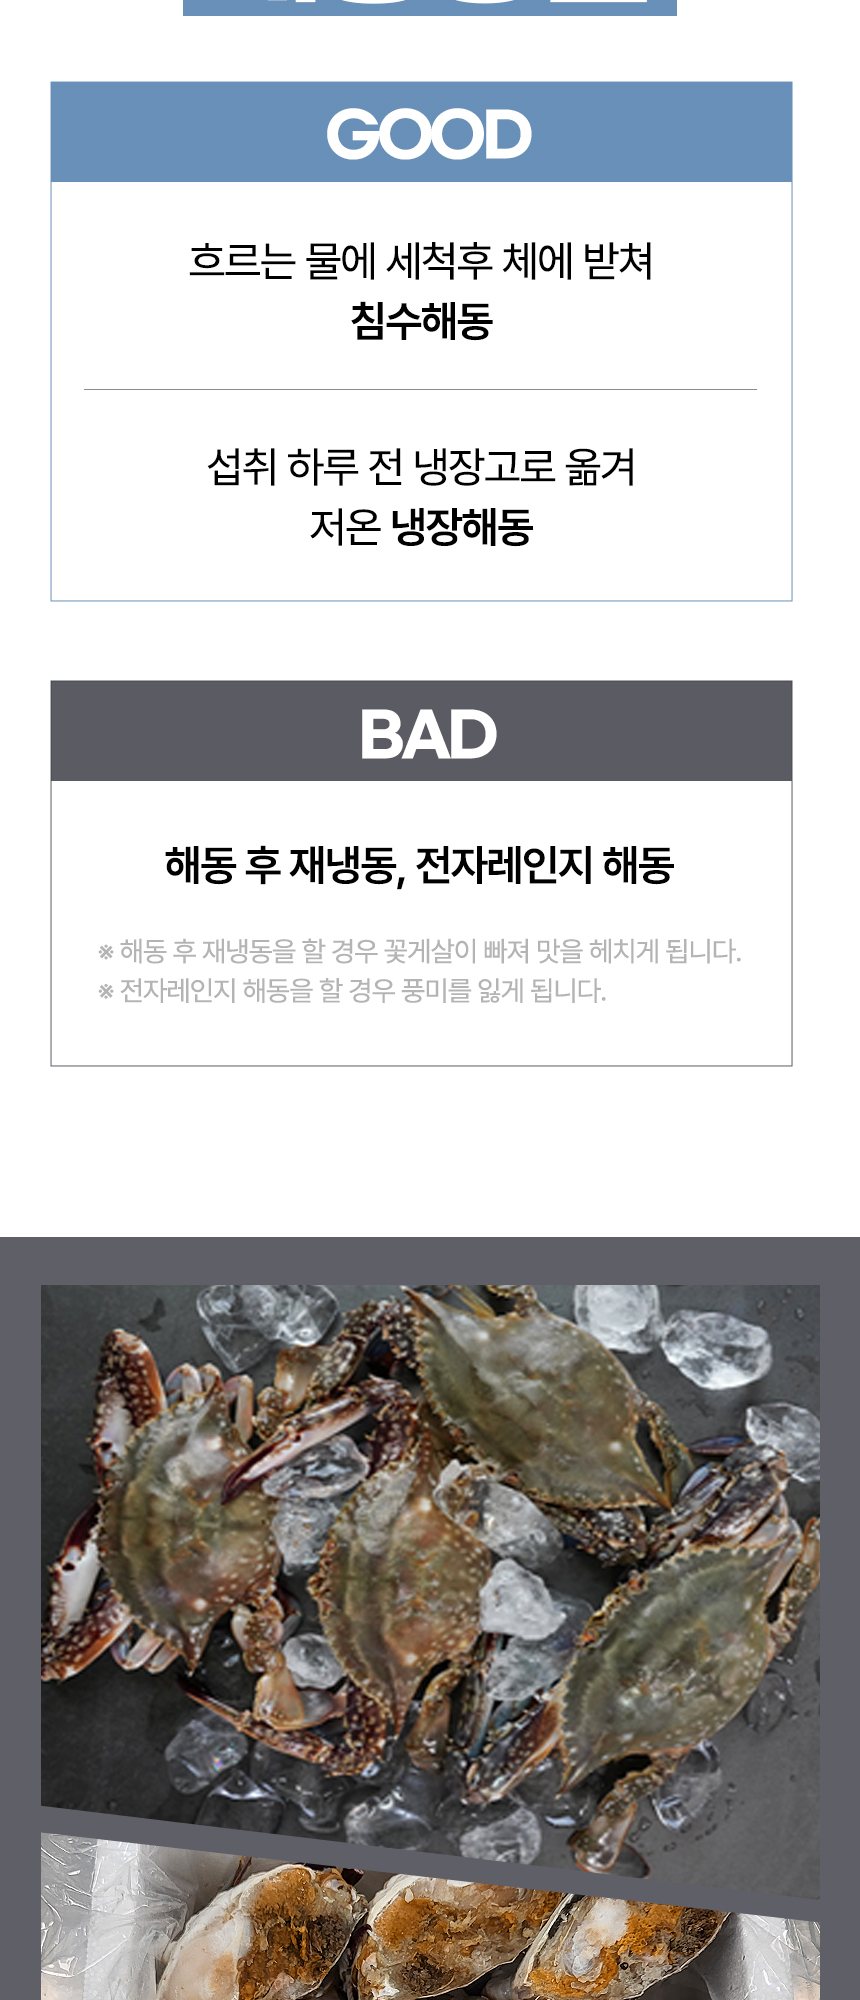 GOOD
흐르는 물에 세척후 체에 받쳐
침수해동
섭취 하루 전 냉장고로 옮겨
저온 냉장해동
BAD
해동 후 재냉동, 전자레인지 해동
※ 해동 후 재냉동을 할 경우 꽃게살이 빠져 맛을 헤치게 됩니다.
※ 전자레인지 해동을 할 경우 풍미를 잃게 됩니다.